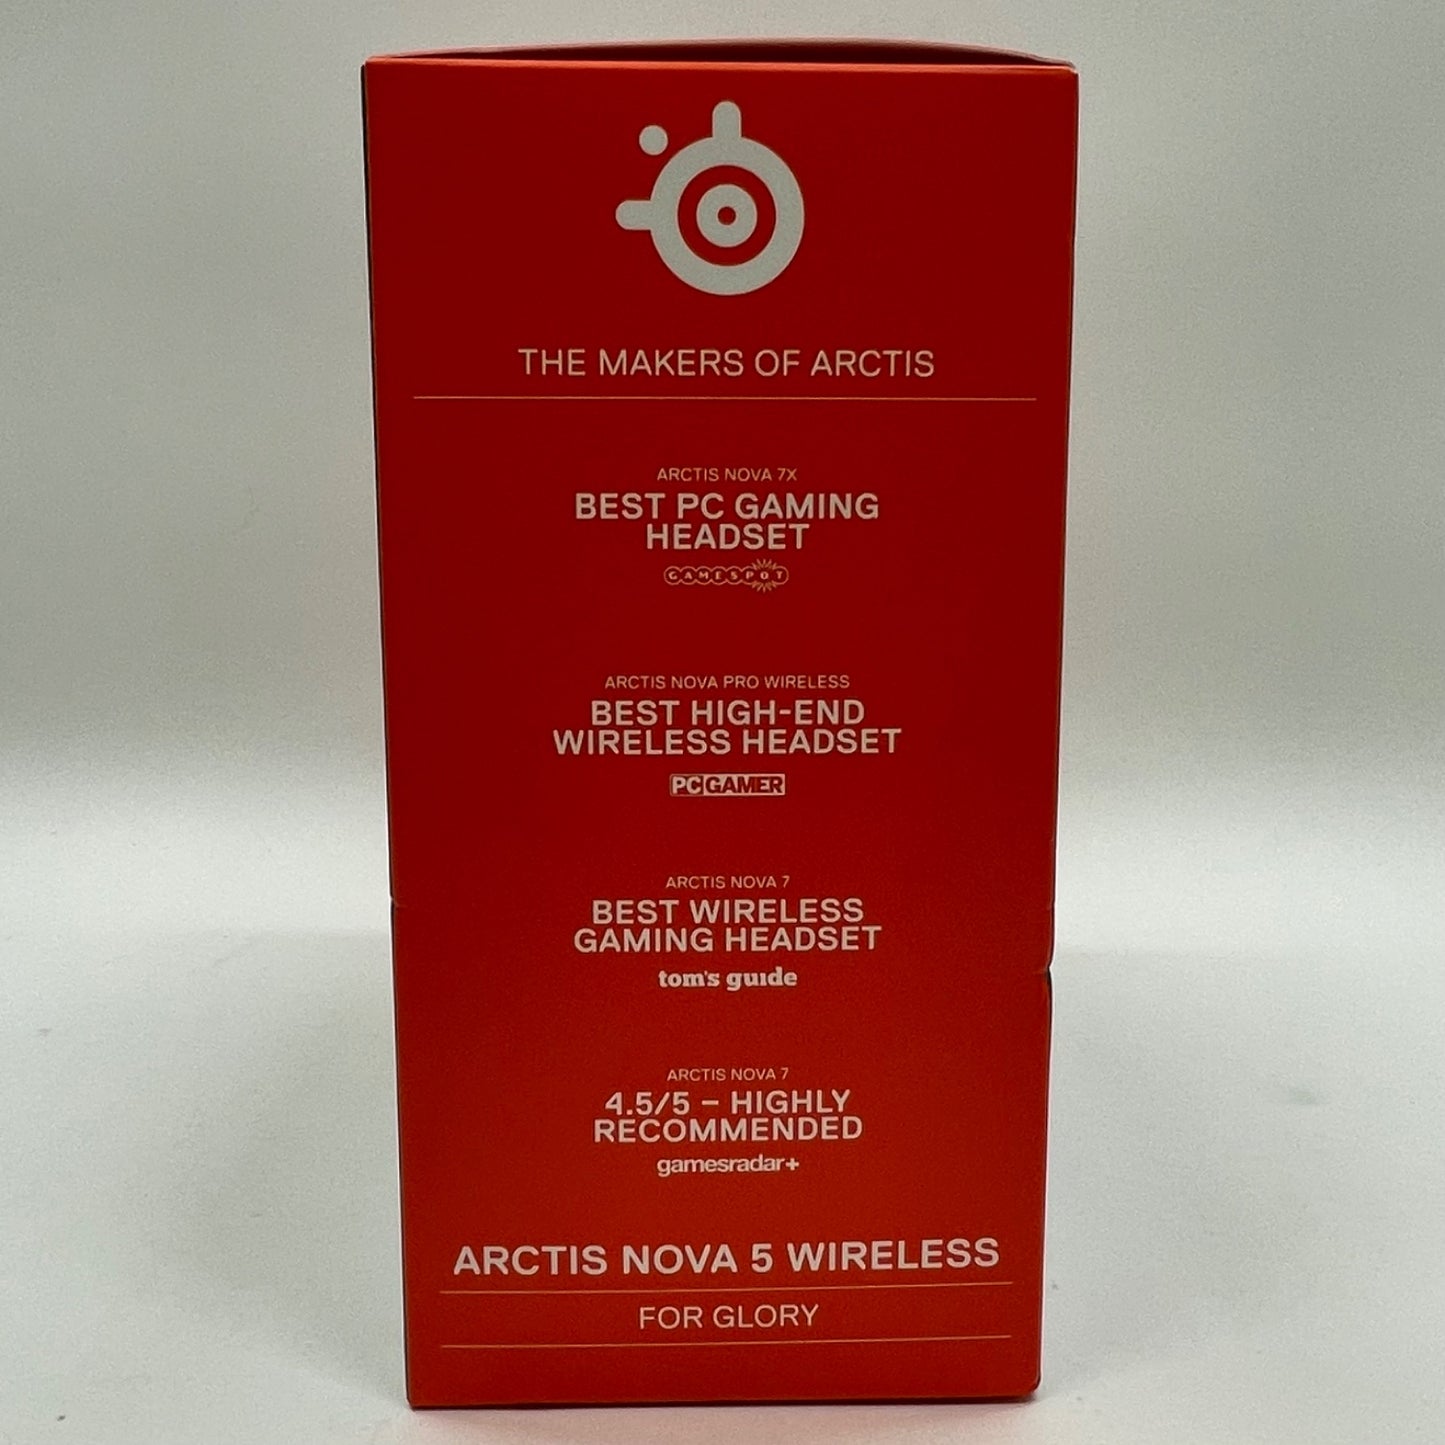 THE MAKERS OF ARCTIS
ARCTIS NOVA 7X
BEST PC GAMING
HEADSET
GAMESPOT
ARCTIS NOVA PRO WIRELESS
BEST HIGH-END
WIRELESS HEADSET
PC GAMER
ARCTIS NOVA 7
BEST WIRELESS
GAMING HEADSET
tom's guide
ARCTIS NOVA 7
4.5/5 – HIGHLY
RECOMMENDED
gamesradar+
ARCTIS NOVA 5 WIRELESS
FOR GLORY